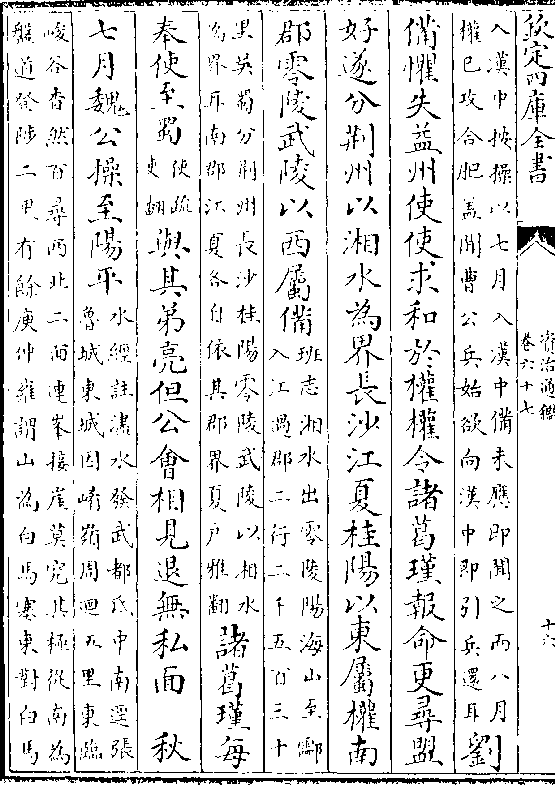 欽定四庫全書
資治通鑑
卷六十七
十六
入漢中按操以七月入漢中備未應即聞之而八月
權已攻合肥盖聞曹公兵始欲向漢中即引兵還耳
劉
備懼失益州使使求和於權權令諸葛瑾報命更尋盟
好遂分荆州以湘水為界長沙江夏桂陽以東屬權南
郡零陵武陵以西屬備
班志湘水出零陵陽海山至酃
入江過郡二行二千五百三十
里吳蜀分荆州長沙桂陽零陵武陵以相水
為界耳南郡江夏各自依其郡界夏戶雅翻
諸葛瑾每
奉使至蜀
使疏
吏翻
與其弟亮但公會相見退無私面 秋
七月魏公操至陽平
水經註濜水發武都氐中南逕張
魯城東城因崤嶺周迴五里東臨
峻谷杳然百尋西北二面連峯接崖莫究其極從南為
盤道登陟二里有餘庾仲雍謂山為白馬塞東對白馬